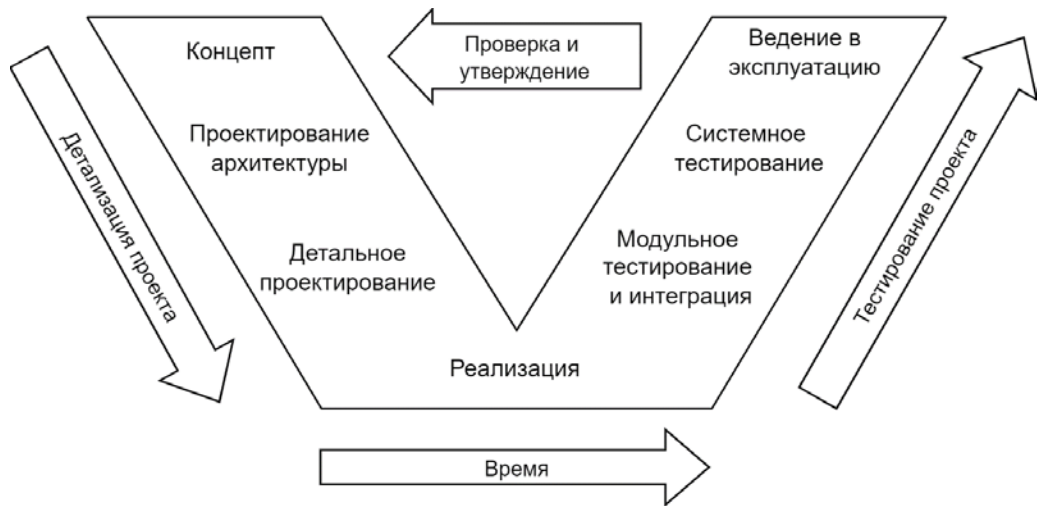 Концепт
Проверка и
утверждение
Ведение в
эксплуатацию
Проектирование
архитектуры
Системное
тестирование
Детализация проекта
Детальное
проектирование
Модульное
тестирование
и интеграция
Тестирование проекта
Реализация
Время